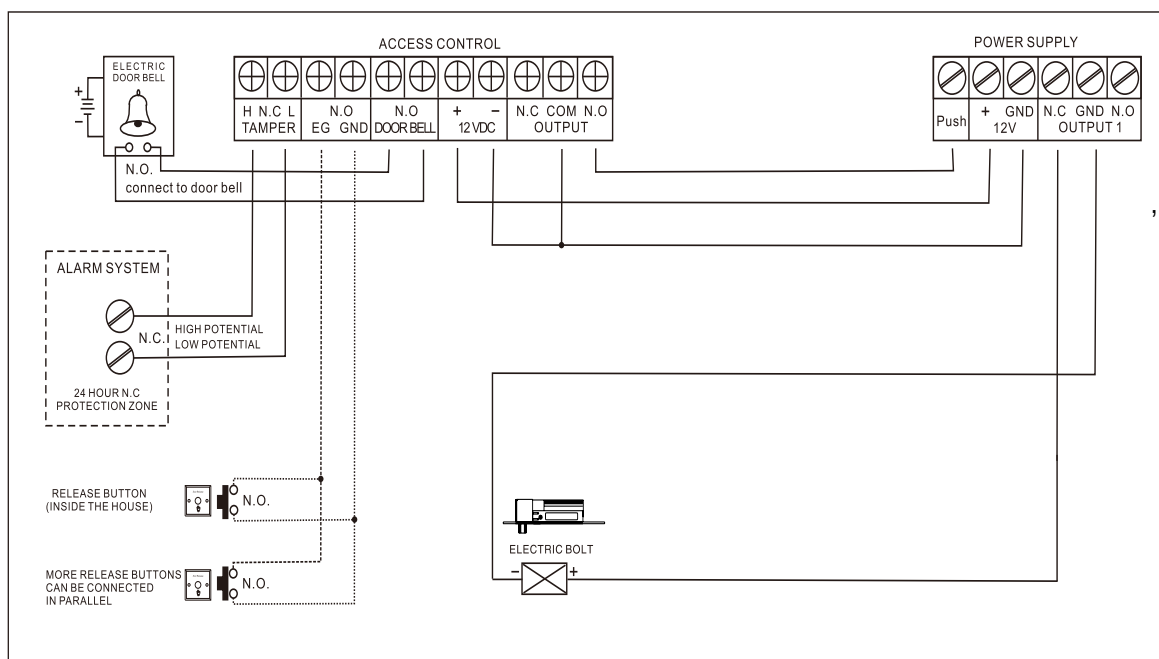 ACCESS CONTROL
POWER SUPPLY
ELECTRIC
DOOR BELL
+
−
H N.C L
TAMPER
N.O
EG GND
N.O
DOOR BELL
+ −
12VDC
N.C COM N.O
OUTPUT
Push
+ GND
12V
N.C GND N.O
OUTPUT 1
N.O.
connect to door bell
,
ALARM SYSTEM
N.C.
HIGH POTENTIAL
LOW POTENTIAL
24 HOUR N.C
PROTECTION ZONE
RELEASE BUTTON
(INSIDE THE HOUSE)
N.O.
ELECTRIC BOLT
− +
MORE RELEASE BUTTONS
CAN BE CONNECTED
IN PARALLEL
N.O.